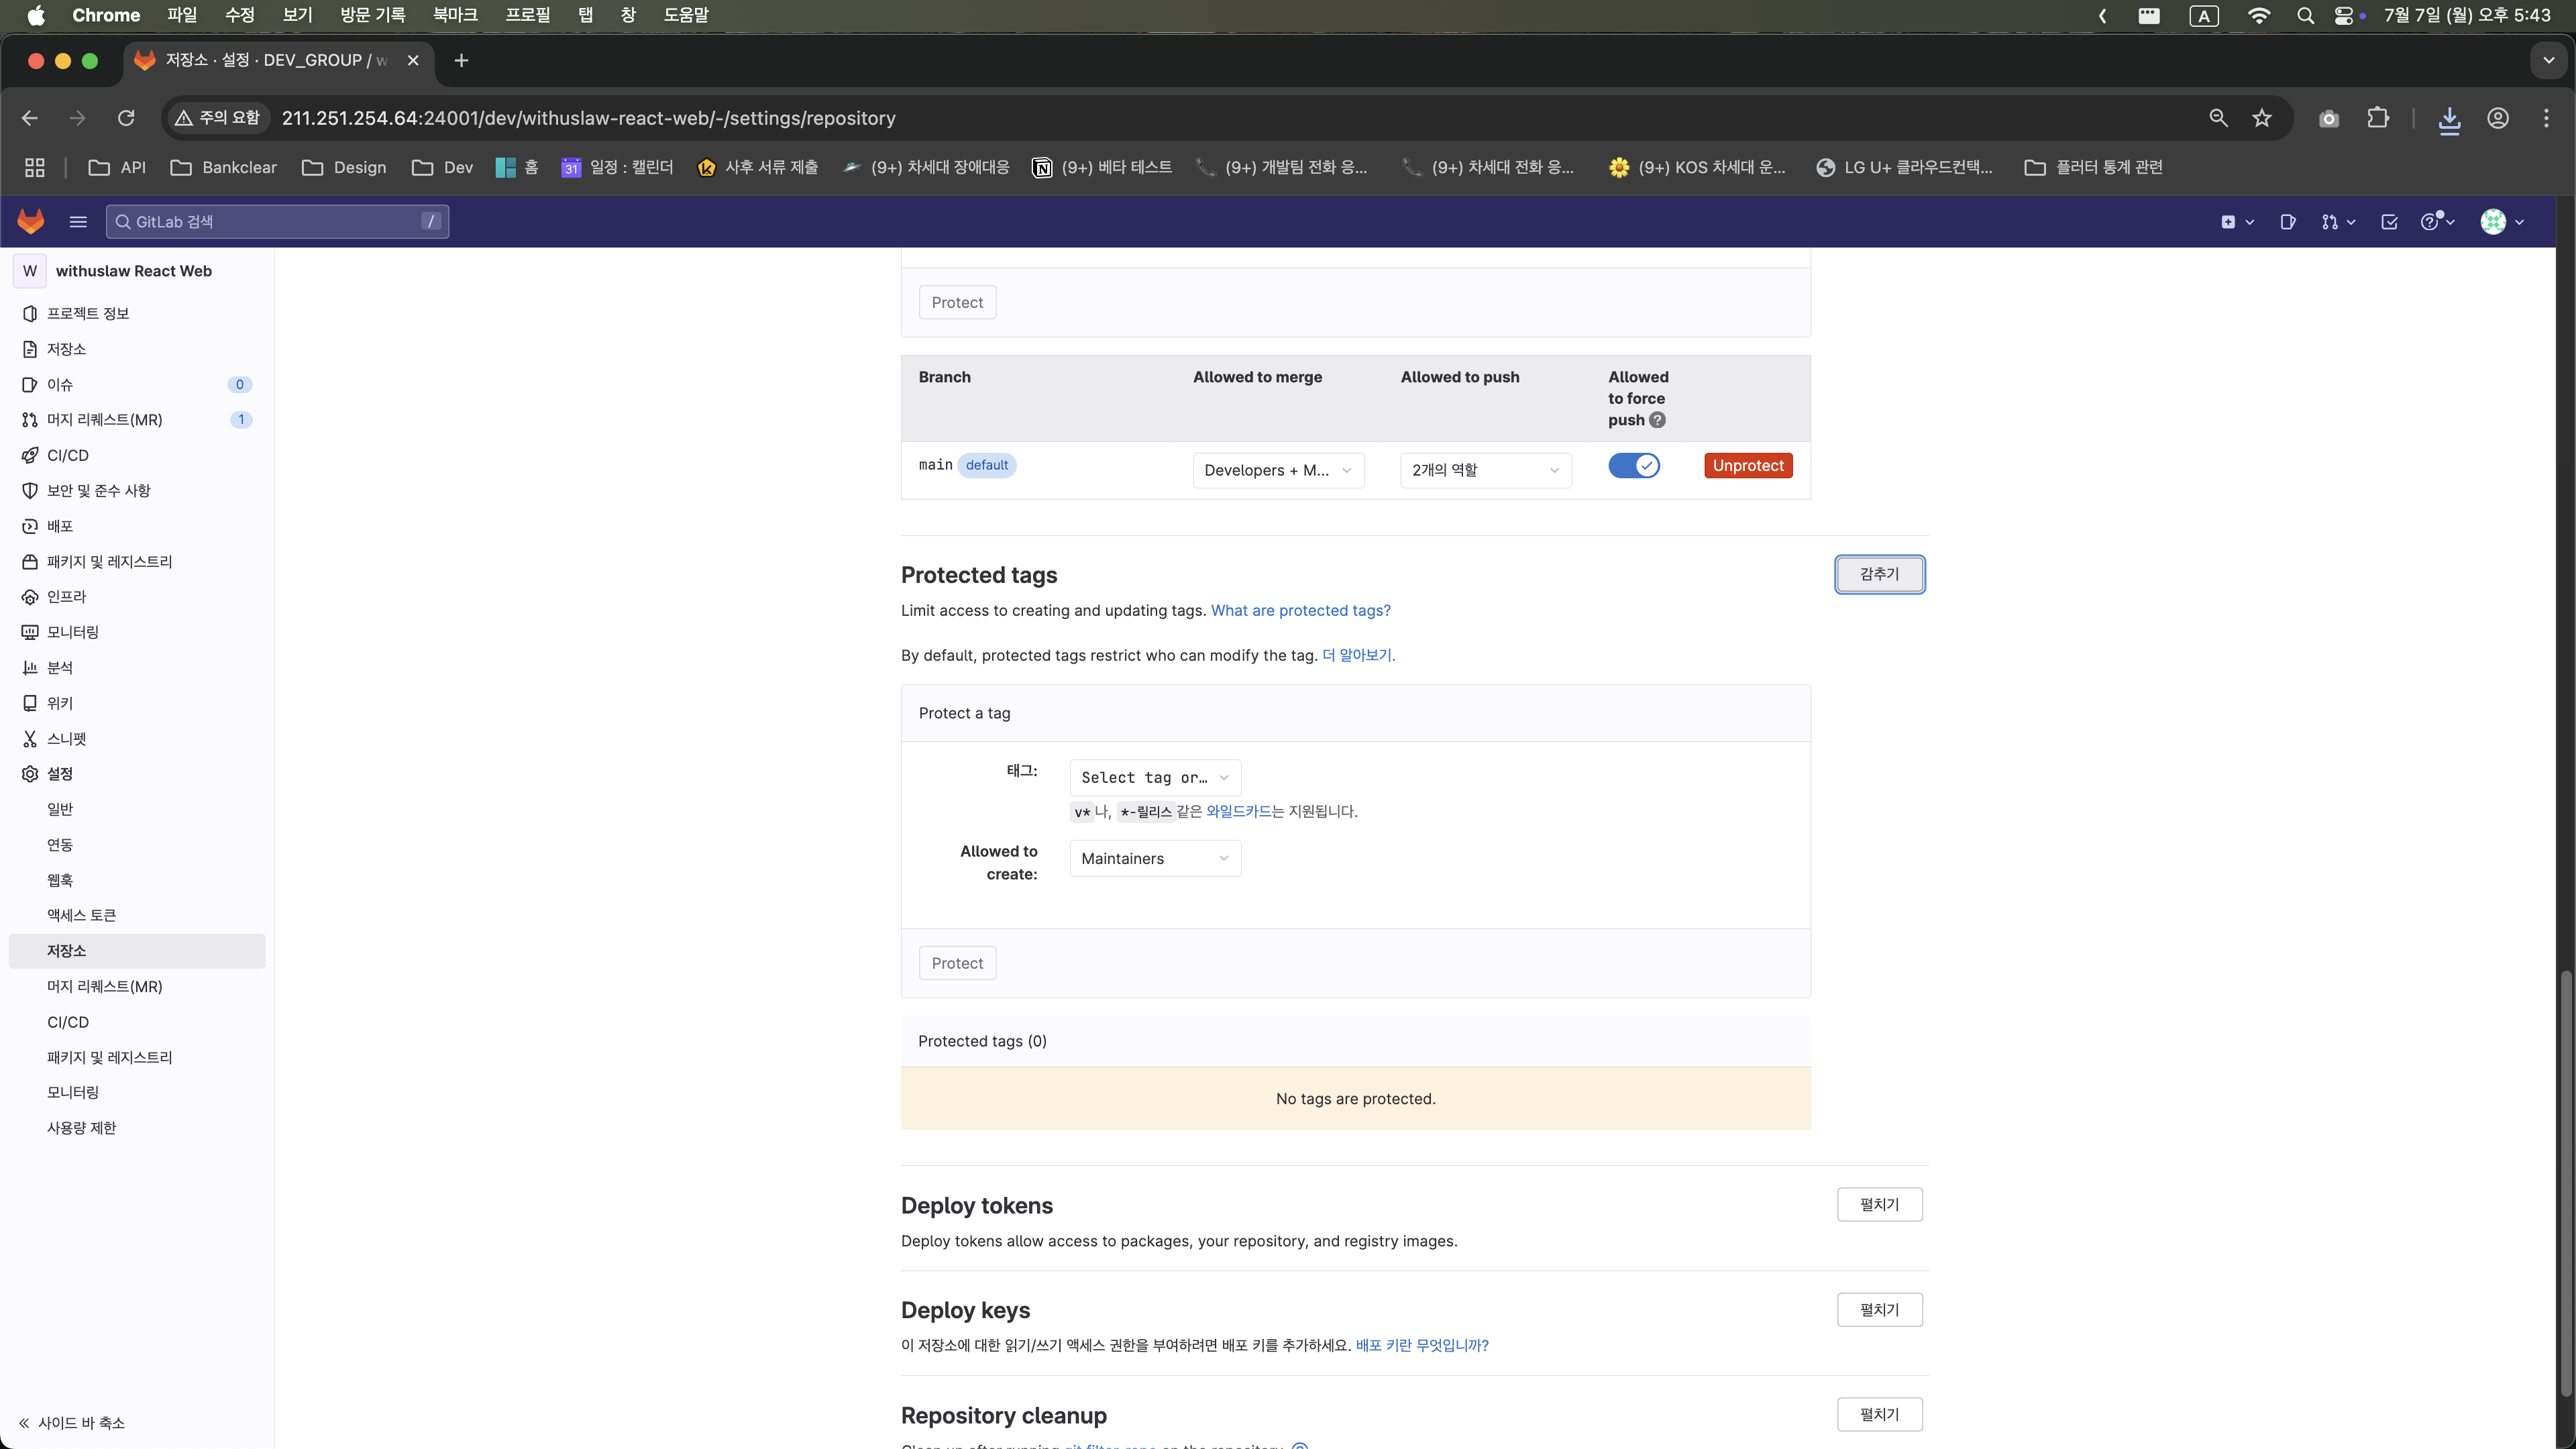 Chrome 파일 수정 보기 방문 기록 북마크 프로필 탭 창 도움말 A 7월 7일 (월) 오후 5:43
저장소 · 설정 · DEV_GROUP / w
주의 요함 211.251.254.64:24001/dev/withuslaw-react-web/-/settings/repository
API Bankclear Design Dev 홈 31 일정 : 캘린더 사후 서류 제출 (9+) 차세대 장애대응 (9+) 베타 테스트 (9+) 개발팀 전화 응... (9+) 차세대 전화 응... (9+) KOS 차세대 운... LG U+ 클라우드컨택... 플러터 통계 관련
GitLab 검색 /
W withuslaw React Web
프로젝트 정보
저장소
이슈 0
머지 리퀘스트(MR) 1
CI/CD
보안 및 준수 사항
배포
패키지 및 레지스트리
인프라
모니터링
분석
위키
스니펫
설정
일반
연동
웹훅
액세스 토큰
저장소
머지 리퀘스트(MR)
CI/CD
패키지 및 레지스트리
모니터링
사용량 제한
사이드 바 축소
Protect
Branch Allowed to merge Allowed to push Allowed to force push
main default Developers + M... 2개의 역할 Unprotect
Protected tags 감추기
Limit access to creating and updating tags. What are protected tags?
By default, protected tags restrict who can modify the tag. 더 알아보기.
Protect a tag
태그: Select tag or…
v*나, *-릴리스 같은 와일드카드는 지원됩니다.
Allowed to create: Maintainers
Protect
Protected tags (0)
No tags are protected.
Deploy tokens 펼치기
Deploy tokens allow access to packages, your repository, and registry images.
Deploy keys 펼치기
이 저장소에 대한 읽기/쓰기 액세스 권한을 부여하려면 배포 키를 추가하세요. 배포 키란 무엇입니까?
Repository cleanup 펼치기
Clean up after running git filter-repo on the repository.